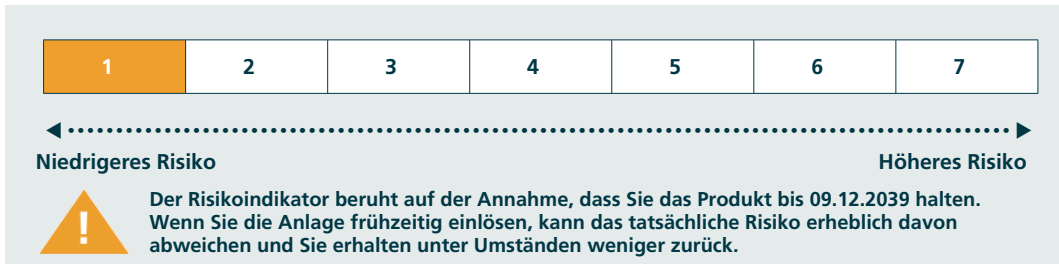 1 2 3 4 5 6 7
Niedrigeres Risiko Höheres Risiko
! Der Risikoindikator beruht auf der Annahme, dass Sie das Produkt bis 09.12.2039 halten.
Wenn Sie die Anlage frühzeitig einlösen, kann das tatsächliche Risiko erheblich davon
abweichen und Sie erhalten unter Umständen weniger zurück.